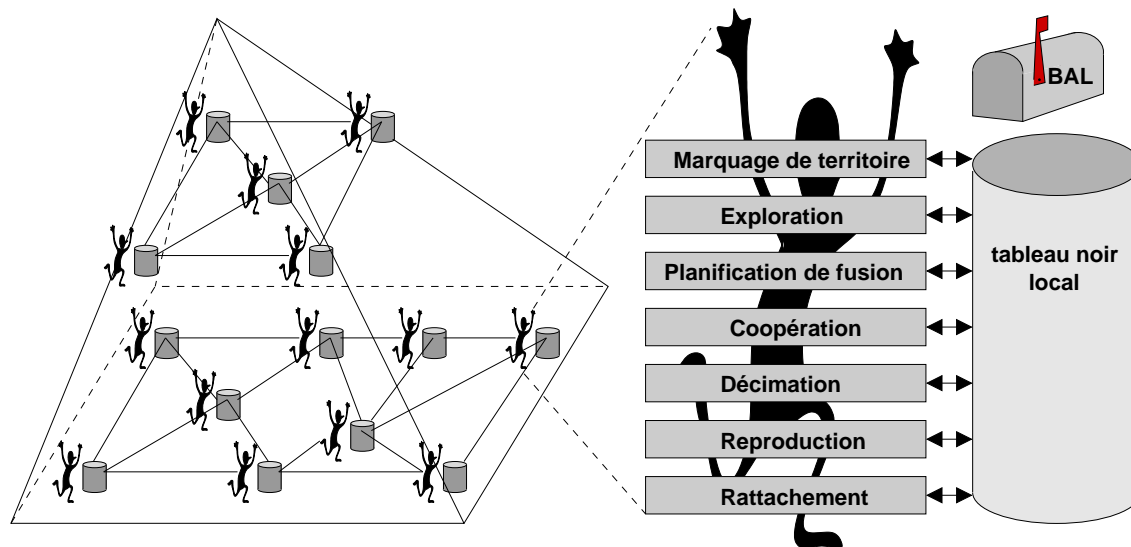 BAL
Marquage de territoire
Exploration
Planification de fusion
Coopération
Décimation
Reproduction
Rattachement
tableau noir
local